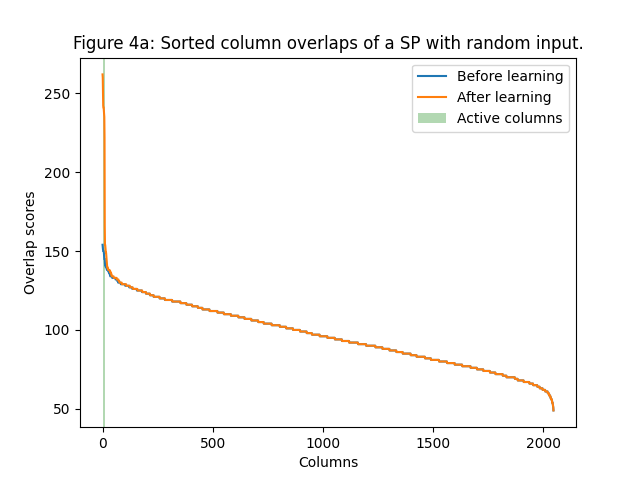 Figure 4a: Sorted column overlaps of a SP with random input.
Before learning
After learning
Active columns
Overlap scores
250
200
150
100
50
0
500
1000
1500
2000
Columns